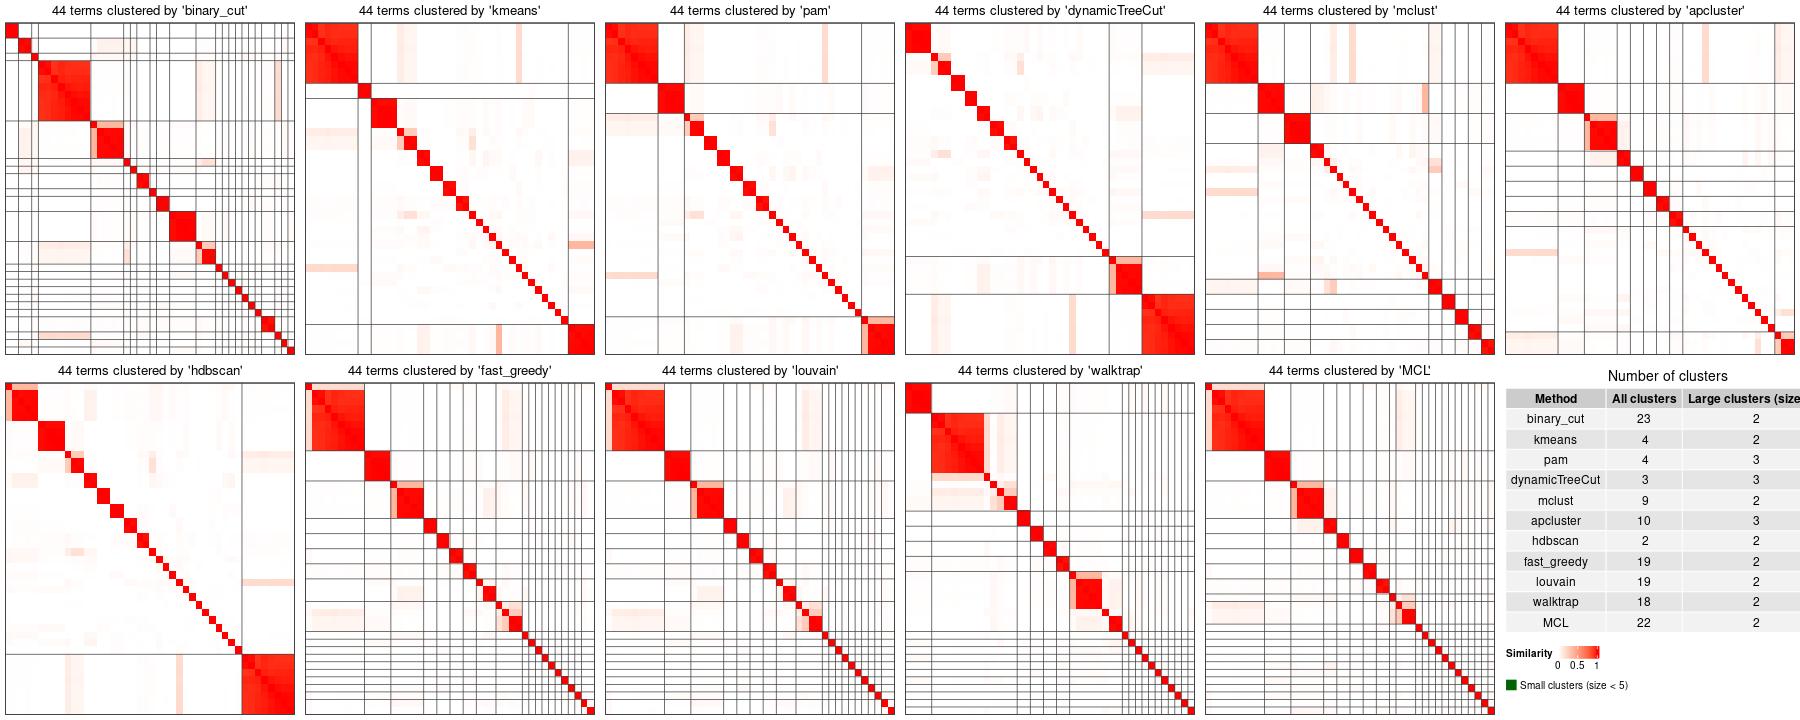 44 terms clustered by 'binary_cut'
44 terms clustered by 'kmeans'
44 terms clustered by 'pam'
44 terms clustered by 'dynamicTreeCut'
44 terms clustered by 'mclust'
44 terms clustered by 'apcluster'
44 terms clustered by 'hdbscan'
44 terms clustered by 'fast_greedy'
44 terms clustered by 'louvain'
44 terms clustered by 'walktrap'
44 terms clustered by 'MCL'
Number of clusters
Method All clusters Large clusters (size
binary_cut 23 2
kmeans 4 2
pam 4 3
dynamicTreeCut 3 3
mclust 9 2
apcluster 10 3
hdbscan 2 2
fast_greedy 19 2
louvain 19 2
walktrap 18 2
MCL 22 2
Similarity
0 0.5 1
Small clusters (size < 5)